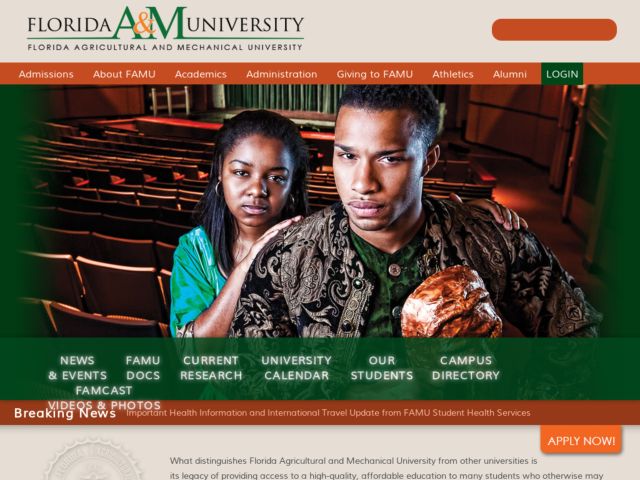 FLORIDA A&M UNIVERSITY
FLORIDA AGRICULTURAL AND MECHANICAL UNIVERSITY
Admissions About FAMU Academics Administration Giving to FAMU Athletics Alumni LOGIN
NEWS & EVENTS
FAMU DOCS
CURRENT RESEARCH
UNIVERSITY CALENDAR
OUR STUDENTS
CAMPUS DIRECTORY
FAMCAST VIDEOS & PHOTOS
Breaking News Important Health Information and International Travel Update from FAMU Student Health Services
APPLY NOW!
What distinguishes Florida Agricultural and Mechanical University from other universities is
its legacy of providing access to a high-quality, affordable education to many students who otherwise may